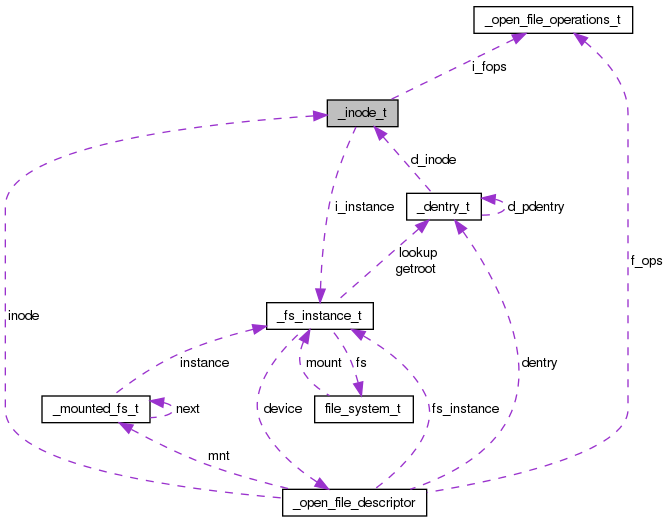 _open_file_operations_t
i_fops
_inode_t
d_inode
i_instance
_dentry_t
d_pdentry
lookup
getroot
f_ops
inode
_fs_instance_t
instance
mount
fs
dentry
_mounted_fs_t
next
device
file_system_t
fs_instance
mnt
_open_file_descriptor